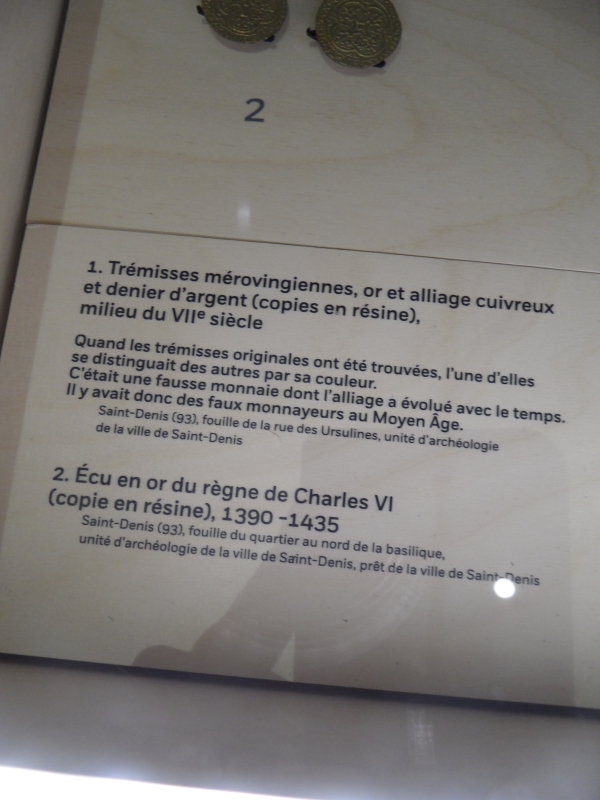 2
1. Trémisses mérovingiennes, or et alliage cuivreux
et denier d'argent (copies en résine),
milieu du VIIe siècle
Quand les trémisses originales ont été trouvées, l'une d'elles
se distinguait des autres par sa couleur.
C'était une fausse monnaie dont l'alliage a évolué avec le temps.
Il y avait donc des faux monnayeurs au Moyen Âge.
Saint-Denis (93), fouille de la rue des Ursulines, unité d'archéologie
de la ville de Saint-Denis
2. Écu en or du règne de Charles VI
(copie en résine), 1390 -1435
Saint-Denis (93), fouille du quartier au nord de la basilique,
unité d'archéologie de la ville de Saint-Denis, prêt de la ville de Saint-Denis